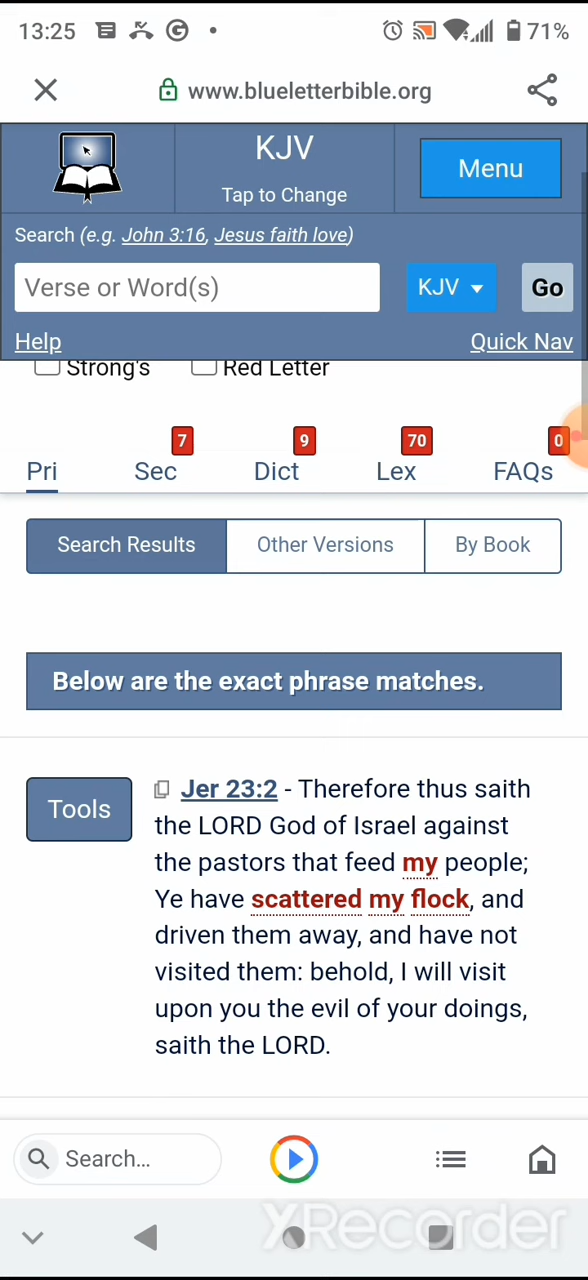 13:25
71%
www.blueletterbible.org
KJV
Tap to Change
Menu
Search (e.g. John 3:16, Jesus faith love)
Verse or Word(s)
KJV
Go
Help
Quick Nav
Strong's
Red Letter
7
9
70
0
Pri
Sec
Dict
Lex
FAQs
Search Results
Other Versions
By Book
Below are the exact phrase matches.
Tools
Jer 23:2 - Therefore thus saith
the LORD God of Israel against
the pastors that feed my people;
Ye have scattered my flock, and
driven them away, and have not
visited them: behold, I will visit
upon you the evil of your doings,
saith the LORD.
Search...
XRecorder